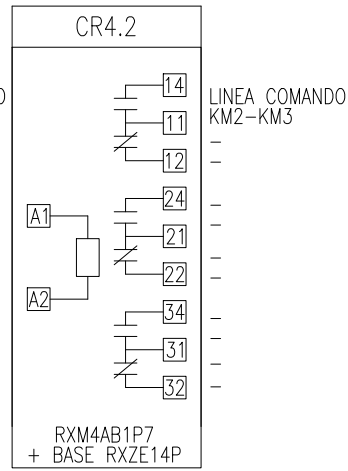 CR4.2
14
LINEA COMANDO
KM2-KM3
11
12
-
-
24
-
A1
21
-
22
-
A2
-
34
-
31
-
32
-
RXM4AB1P7
+ BASE RXZE14P